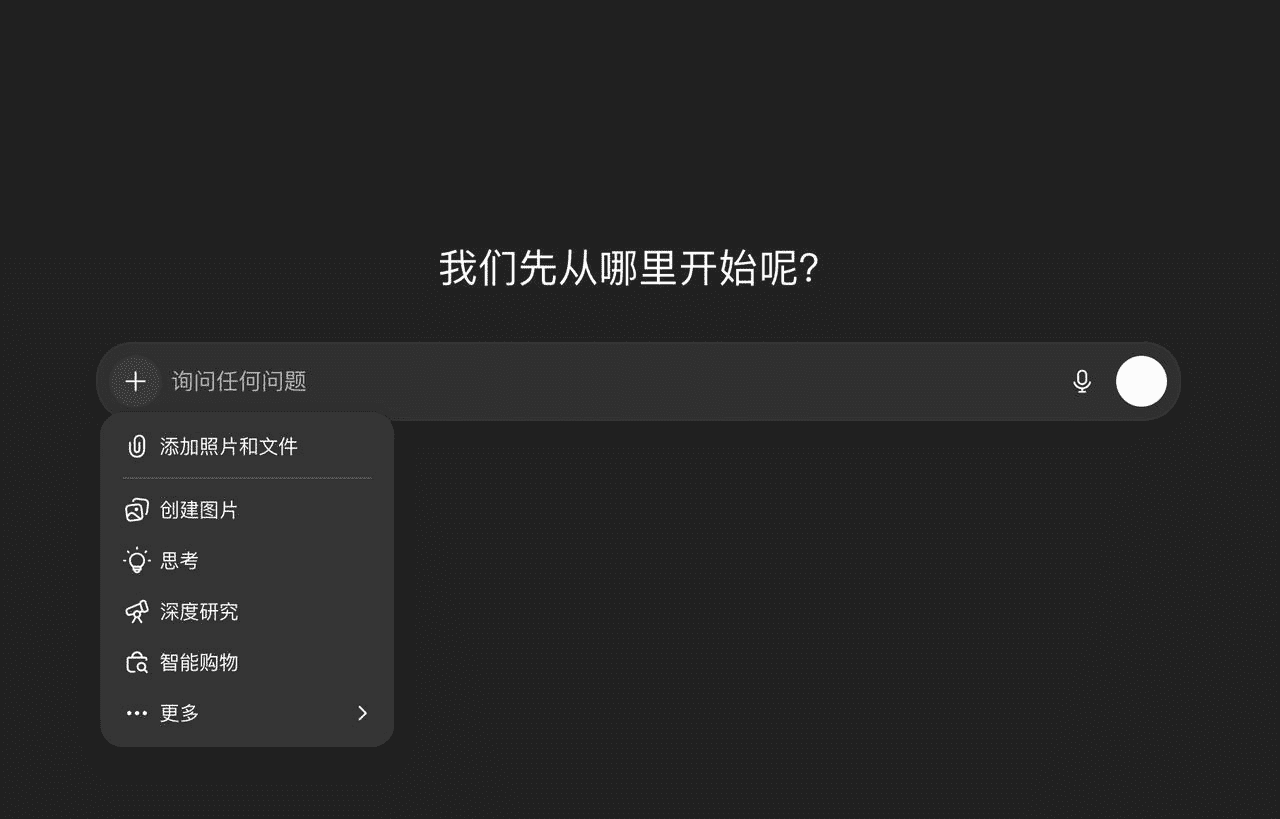 我们先从哪里开始呢?
询问任何问题
添加照片和文件
创建图片
思考
深度研究
智能购物
更多